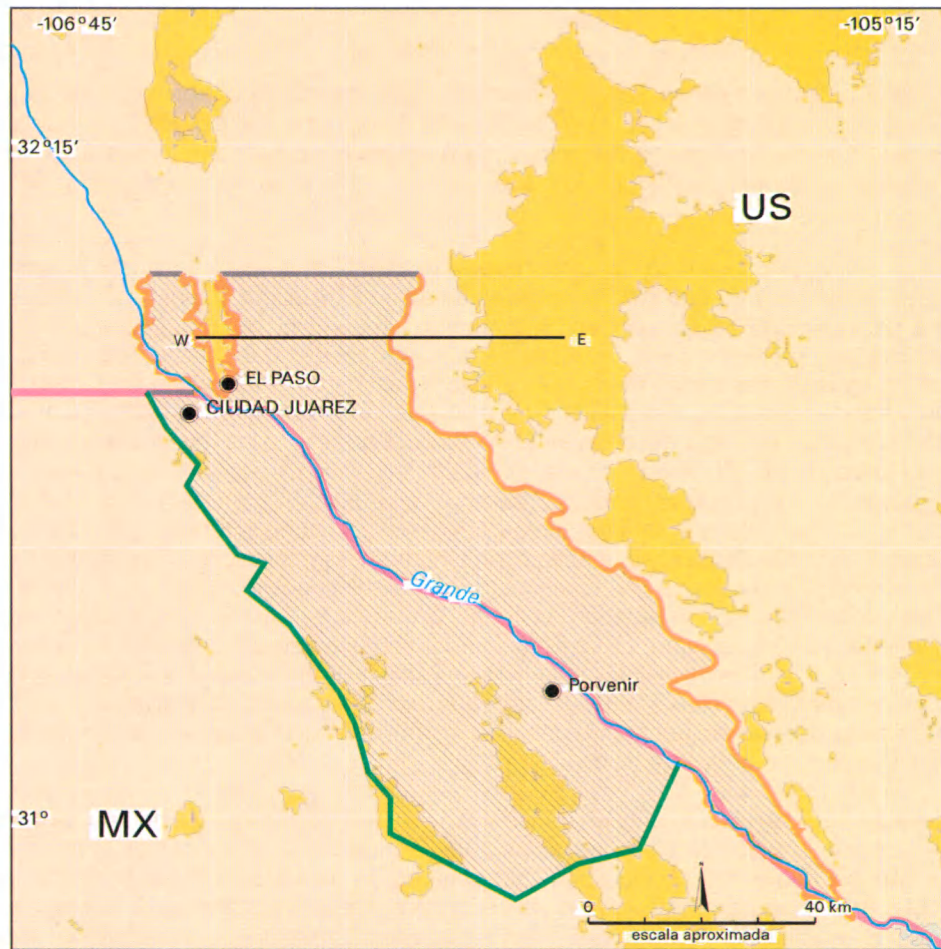 -106°45'
-105°15'
32°15'
US
W
E
EL PASO
CIUDAD JUAREZ
Grande
Porvenir
31°
MX
N
0
40 km
escala aproximada